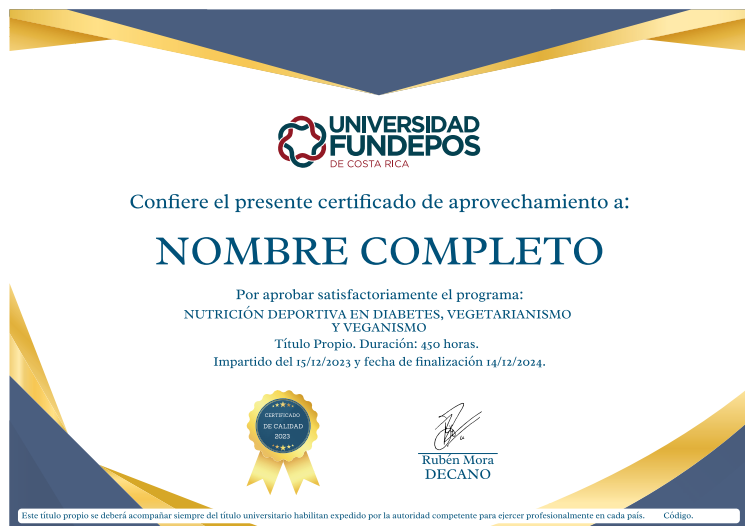 UNIVERSIDAD
FUNDEPOS
DE COSTA RICA
Confiere el presente certificado de aprovechamiento a:
NOMBRE COMPLETO
Por aprobar satisfactoriamente el programa:
NUTRICIÓN DEPORTIVA EN DIABETES, VEGETARIANISMO
Y VEGANISMO
Título Propio. Duración: 450 horas.
Impartido del 15/12/2023 y fecha de finalización 14/12/2024.
CERTIFICADO
DE CALIDAD
2023
Rubén Mora
DECANO
Este título propio se deberá acompañar siempre del título universitario habilitan expedido por la autoridad competente para ejercer profesionalmente en cada país. Código.